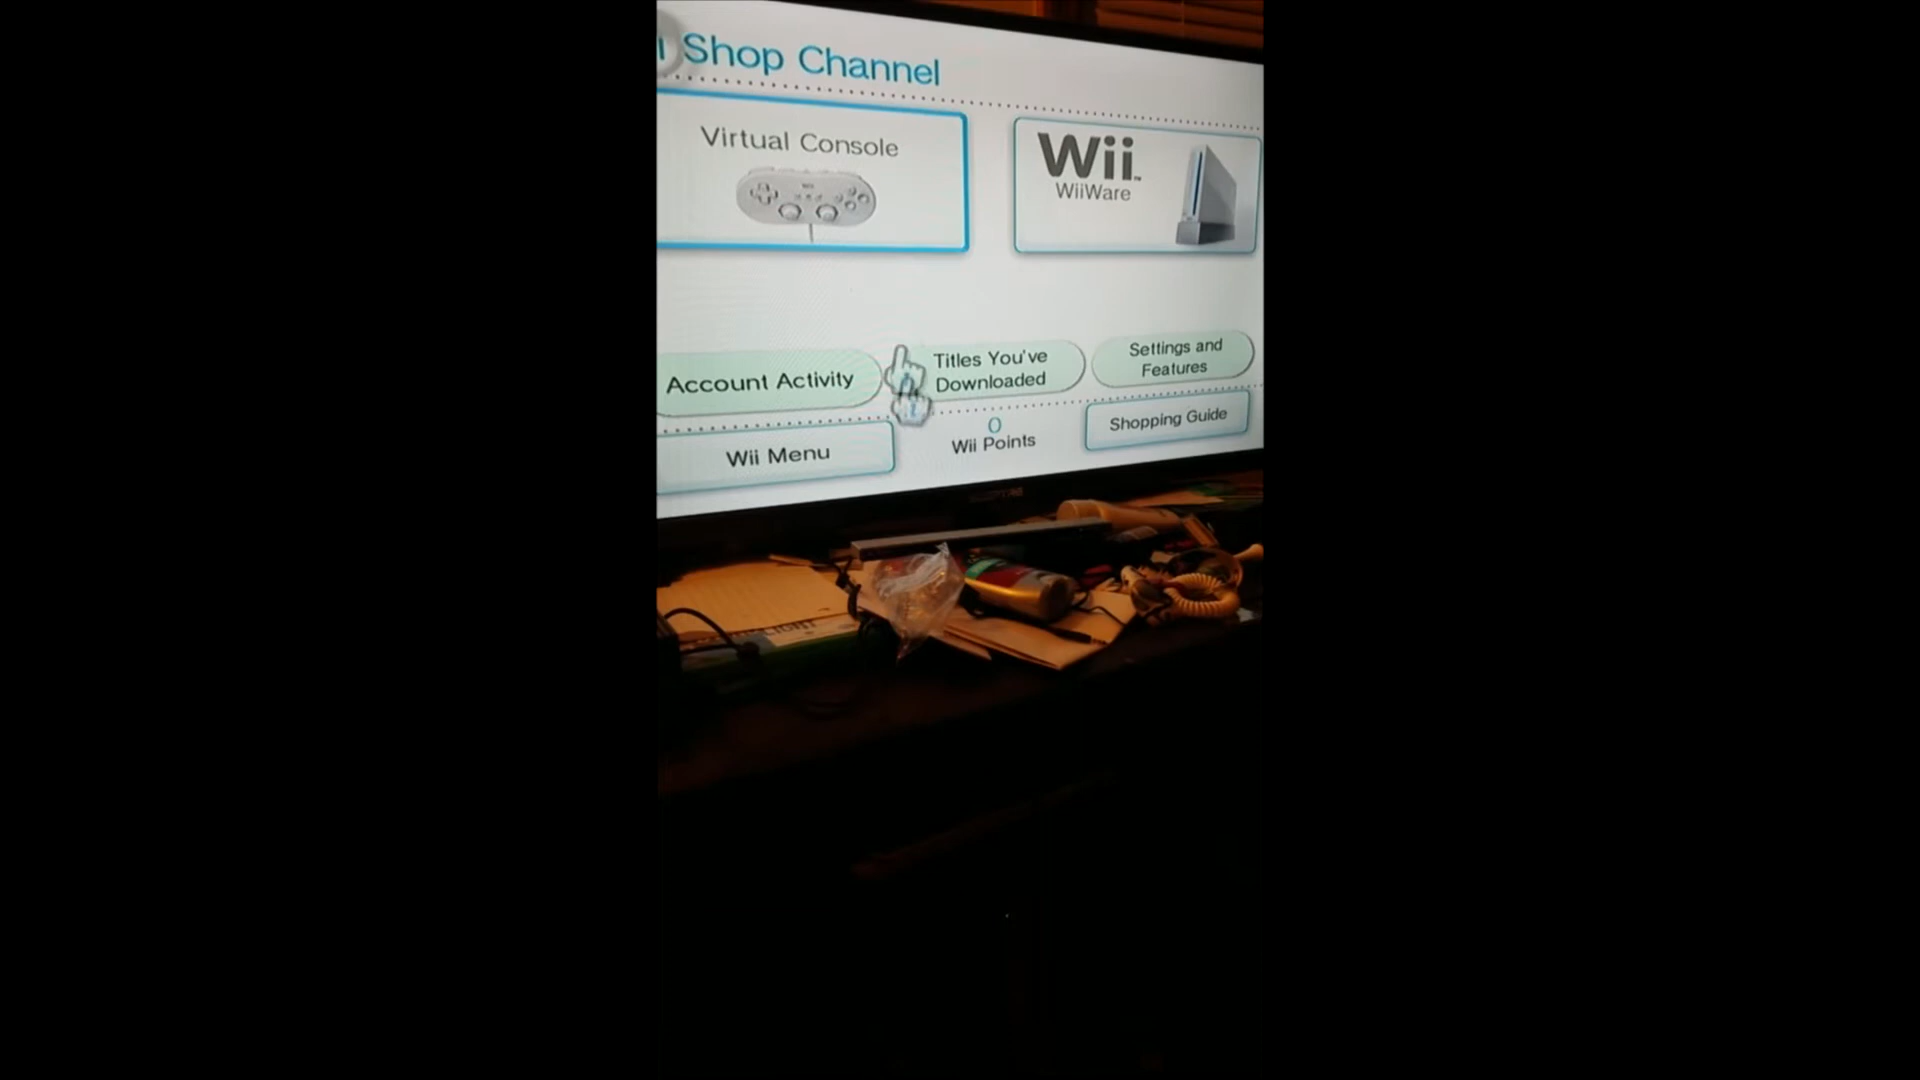 Shop Channel
Virtual Console
Wii
WiiWare
Account Activity
Titles You've
Downloaded
Settings and
Features
Wii Menu
0
Wii Points
Shopping Guide